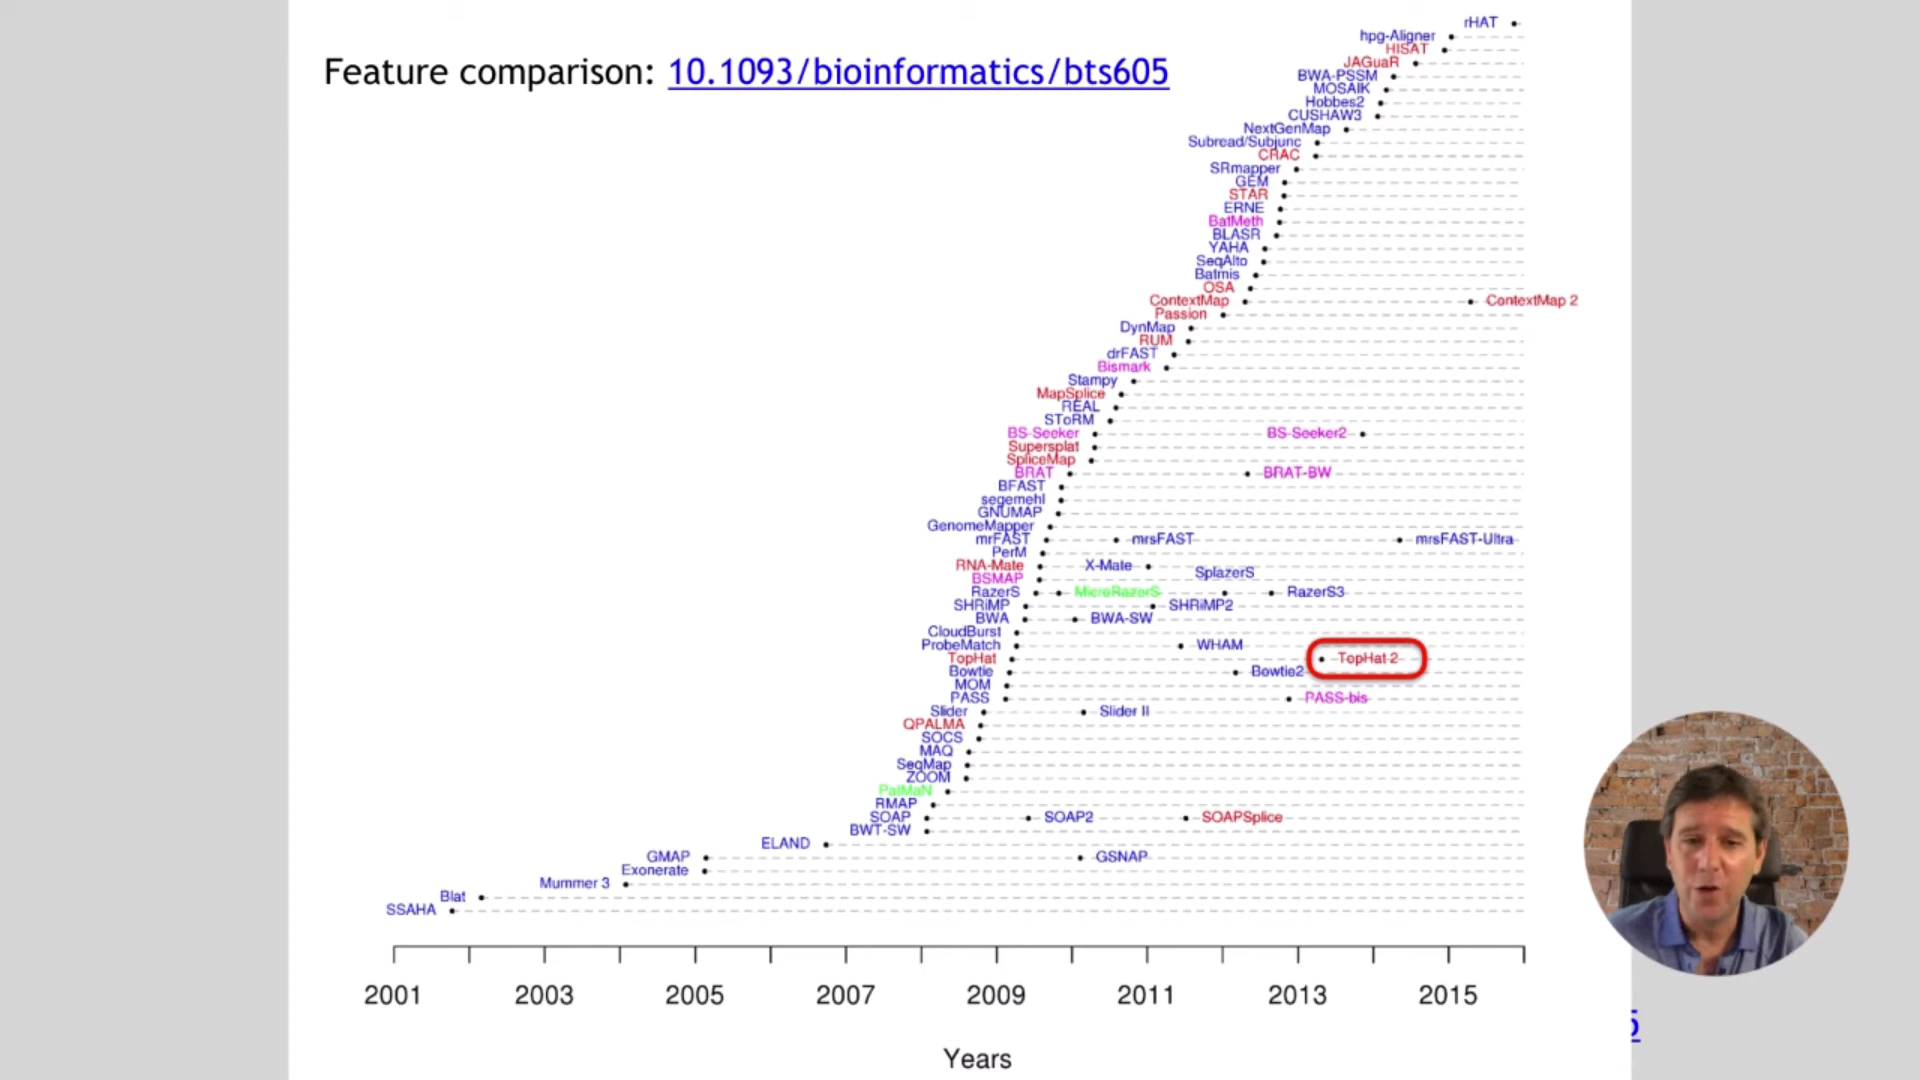 rHAT
Feature comparison: 10.1093/bioinformatics/bts605
hpg-Aligner
HISAT
JAGuaR
BWA-PSSM
MOSAIK
Hobbes2
CUSHAW3
NextGenMap
Subread/Subjunc
CRAC
SRmapper
GEM
STAR
ERNE
BatMeth
BLASR
YAHA
SeqAlto
Batmis
OSA
ContextMap ContextMap 2
Passion
DynMap
RUM
drFAST
Bismark
Stampy
MapSplice
REAL
SToRM
BS-Seeker BS-Seeker2
Supersplat
SpliceMap
BRAT BRAT-BW
BFAST
segemehl
GNUMAP
GenomeMapper
mrFAST mrsFAST mrsFAST-Ultra
PerM
RNA-Mate X-Mate
BSMAP SplazerS
RazerS MicroRazerS RazerS3
SHRiMP SHRiMP2
BWA BWA-SW
CloudBurst
ProbeMatch WHAM
TopHat TopHat 2
Bowtie Bowtie2
MOM
PASS PASS-bis
Slider Slider II
QPALMA
SOCS
MAQ
SeqMap
ZOOM
PatMaN
RMAP
SOAP SOAP2 SOAPSplice
BWT-SW
ELAND
GMAP GSNAP
Exonerate
Mummer 3
Blat
SSAHA
2001 2003 2005 2007 2009 2011 2013 2015
5
Years